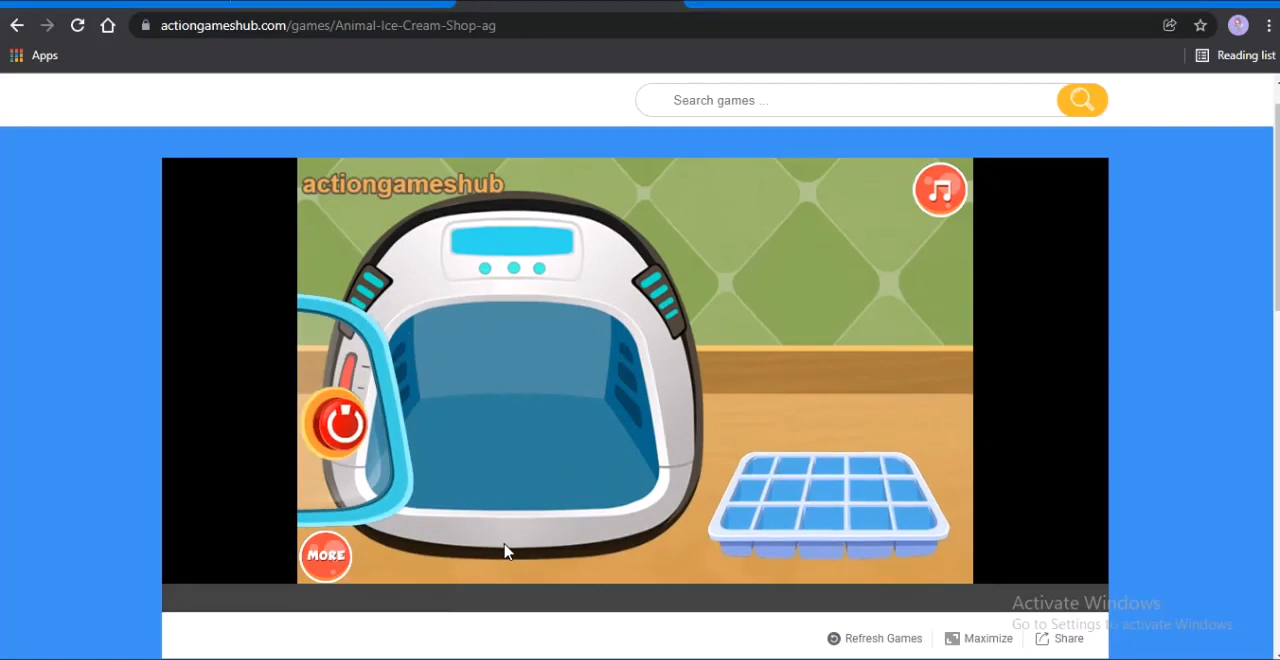 actiongameshub.com/games/Animal-Ice-Cream-Shop-ag
Apps
Reading list
Search games ...
actiongameshub
MORE
Activate Windows
Go to Settings to activate Windows.
Refresh Games
Maximize
Share